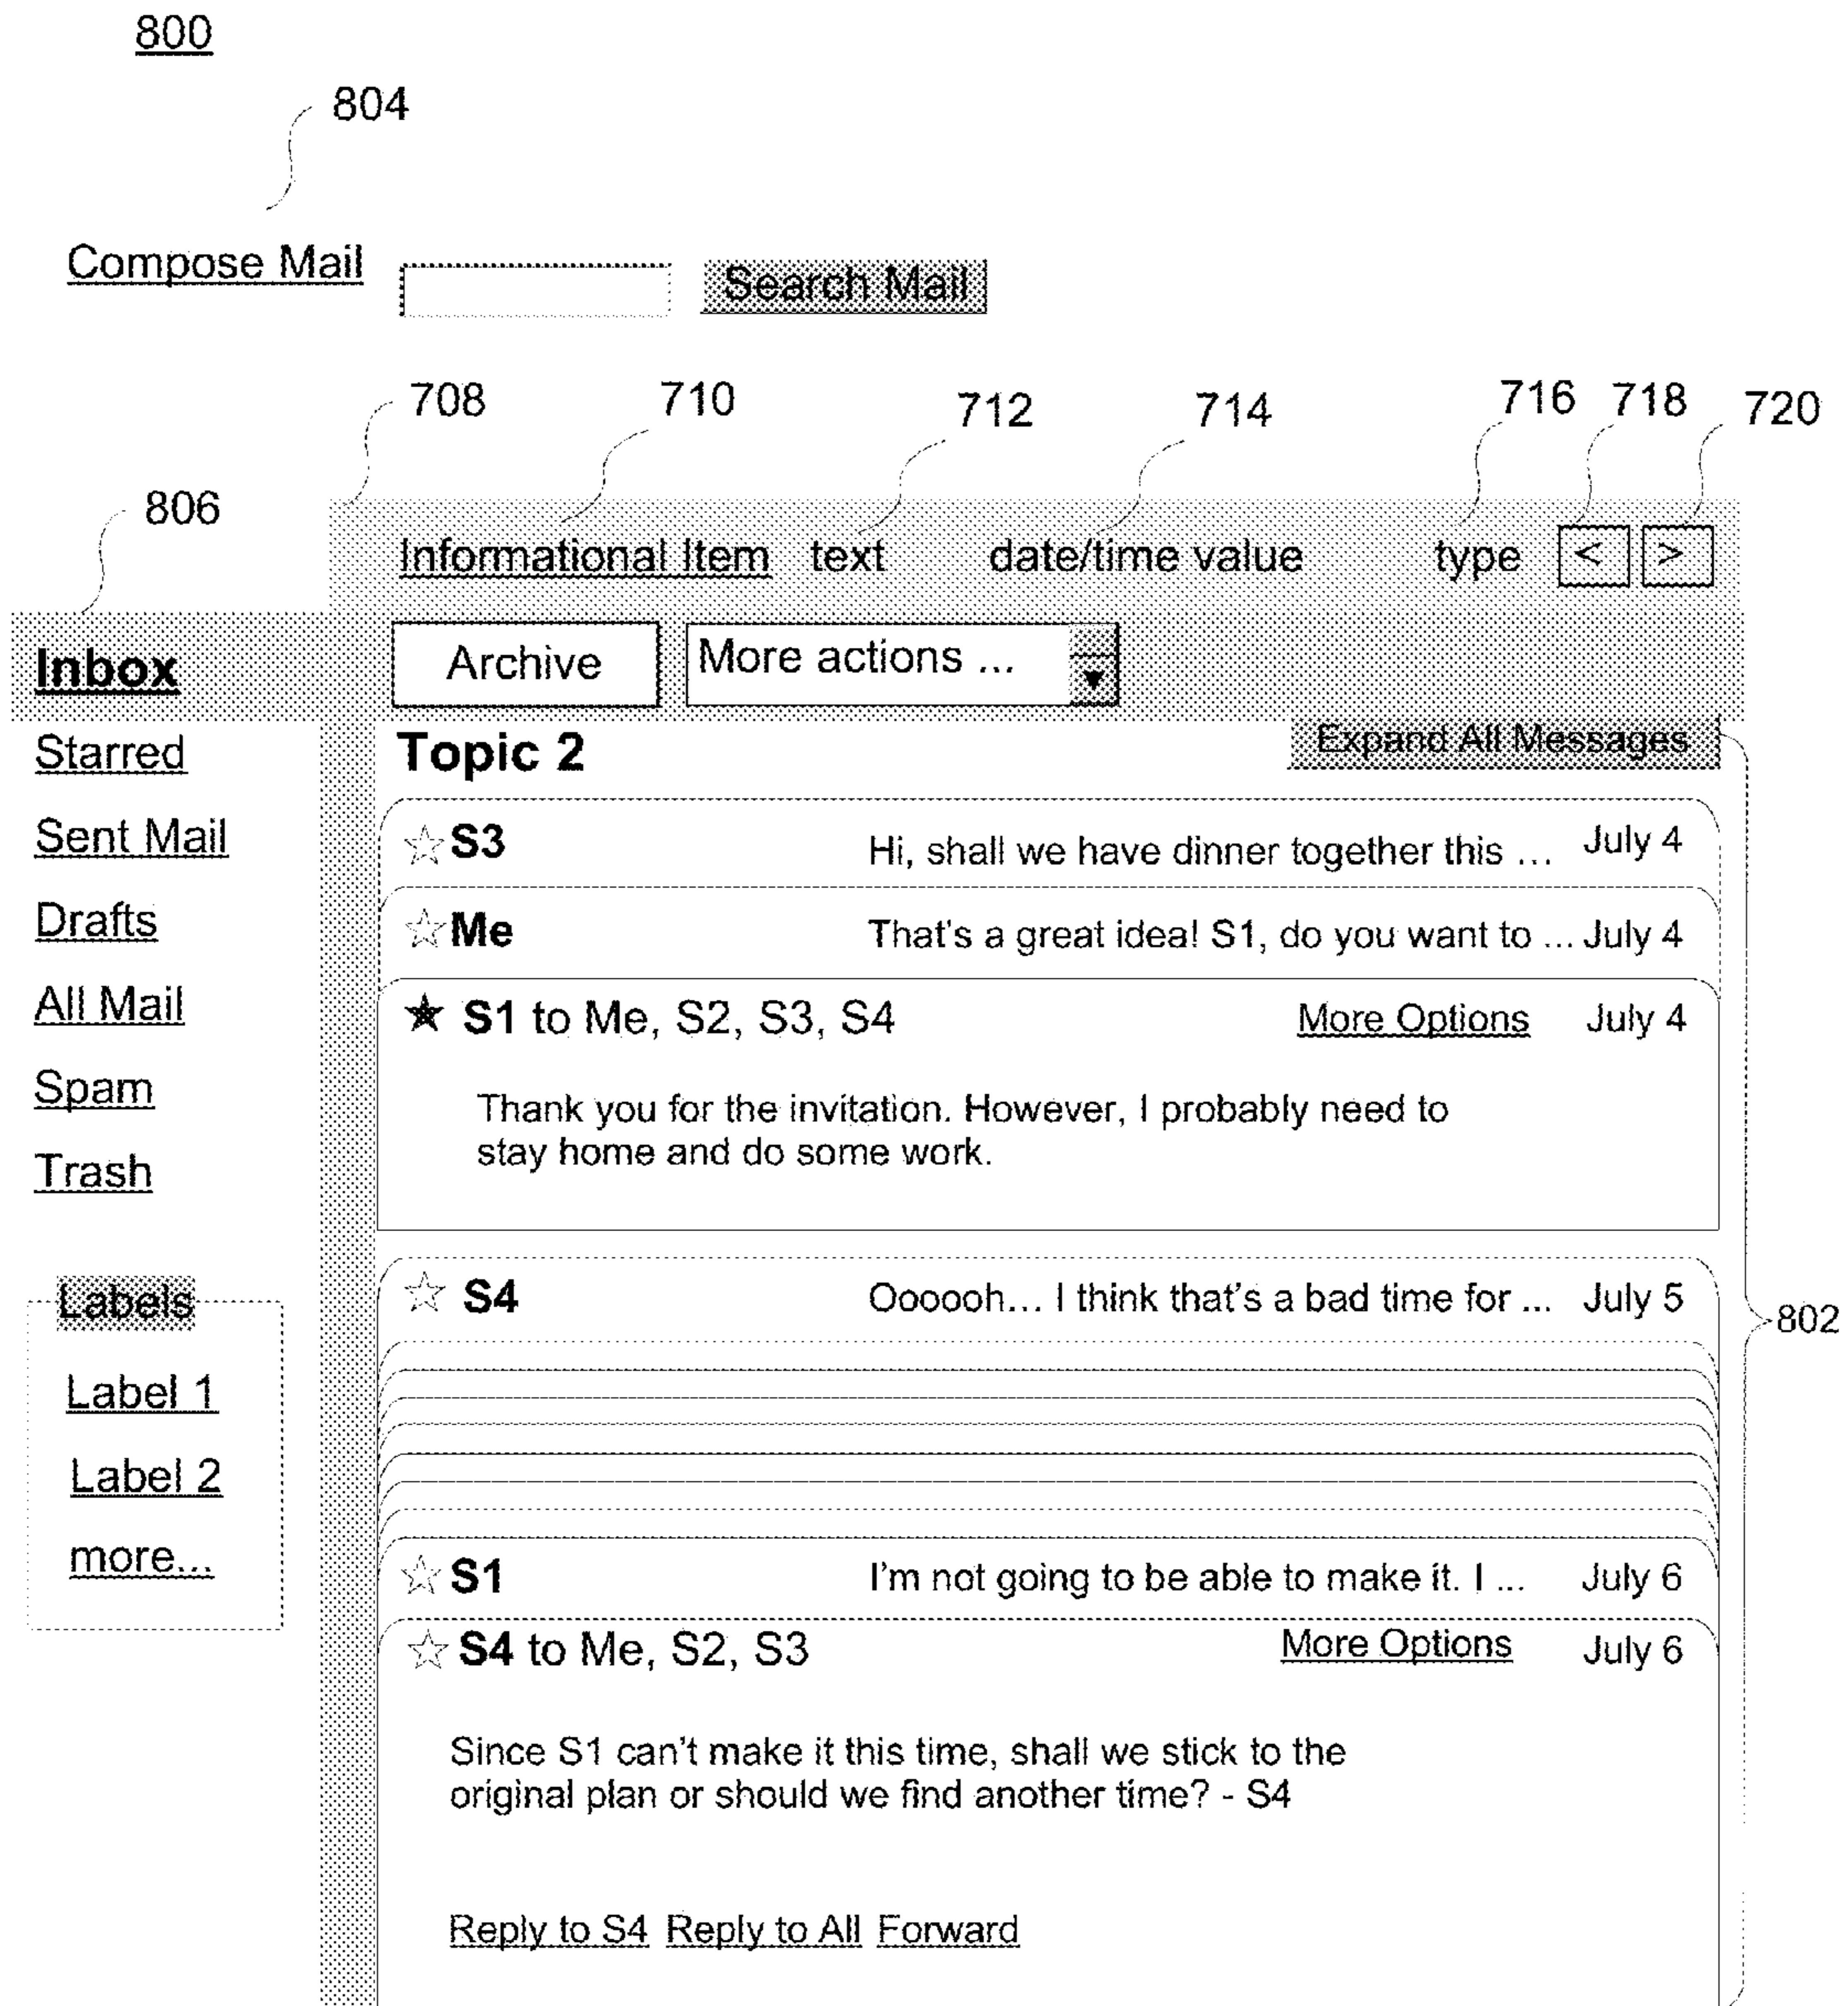 800
804
Compose Mail Search Mail
708 710 712 714 716 718 720
806
Informational Item text date/time value type < >
Inbox Archive More actions ...
Starred Topic 2 Expand All Messages
Sent Mail S3 Hi, shall we have dinner together this ... July 4
Drafts Me That's a great idea! S1, do you want to ... July 4
All Mail S1 to Me, S2, S3, S4 More Options July 4
Spam Thank you for the invitation. However, I probably need to
stay home and do some work.
Trash
Labels S4 Oooooh... I think that's a bad time for ... July 5
802
Label 1
Label 2
more... S1 I'm not going to be able to make it. I ... July 6
S4 to Me, S2, S3 More Options July 6
Since S1 can't make it this time, shall we stick to the
original plan or should we find another time? - S4
Reply to S4 Reply to All Forward